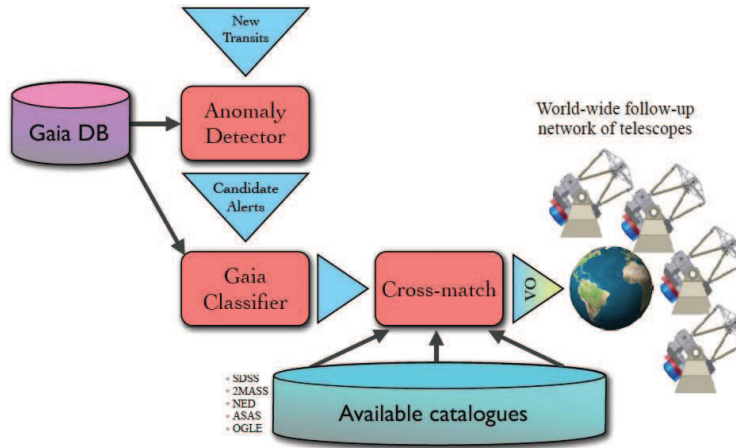 New
Transits
Gaia DB
Anomaly
Detector
World-wide follow-up
network of telescopes
Candidate
Alerts
Gaia
Classifier
Cross-match
VO
SDSS
2MASS
NED
ASAS
OGLE
Available catalogues